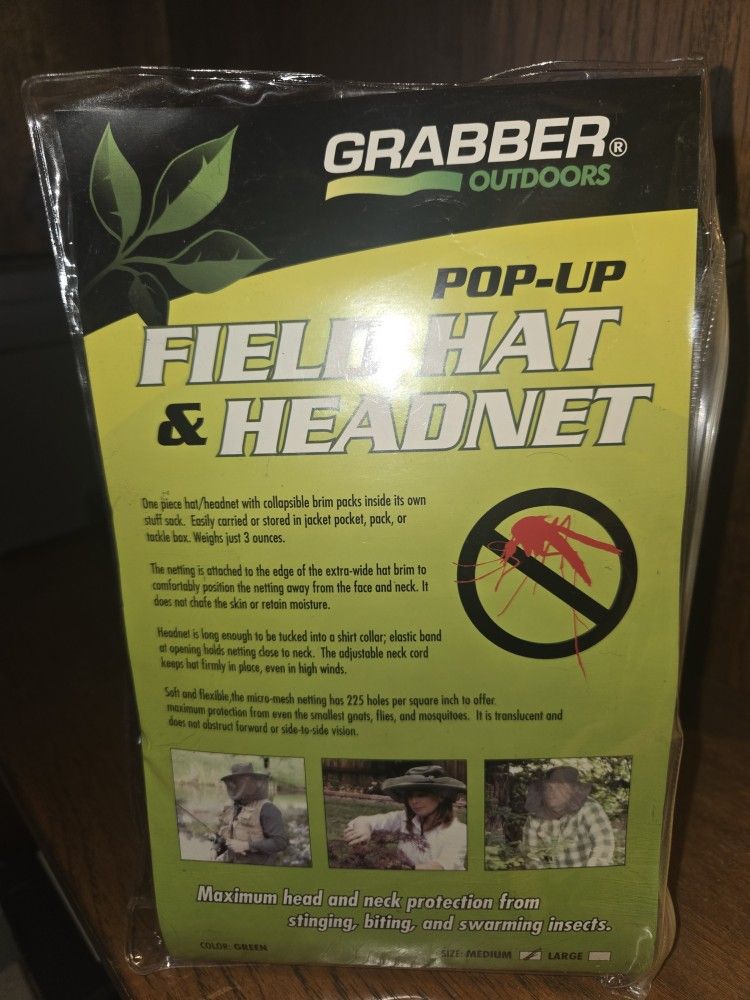 GRABBER®
OUTDOORS
POP-UP
FIELD HAT
& HEADNET
One piece hat/headnet with collapsible brim packs inside its own
stuff sack. Easily carried or stored in jacket pocket, pack, or
tackle box. Weighs just 3 ounces.
The netting is attached to the edge of the extra-wide hat brim to
comfortably position the netting away from the face and neck. It
does not chafe the skin or retain moisture.
Headnet is long enough to be tucked into a shirt collar; elastic band
at opening holds netting close to neck. The adjustable neck cord
keeps hat firmly in place, even in high winds.
Soft and flexible,the micro-mesh netting has 225 holes per square inch to offer
maximum protection from even the smallest gnats, flies, and mosquitoes. It is translucent and
does not obstruct forward or side-to-side vision.
Maximum head and neck protection from
stinging, biting, and swarming insects.
COLOR: GREEN
SIZE: MEDIUM LARGE